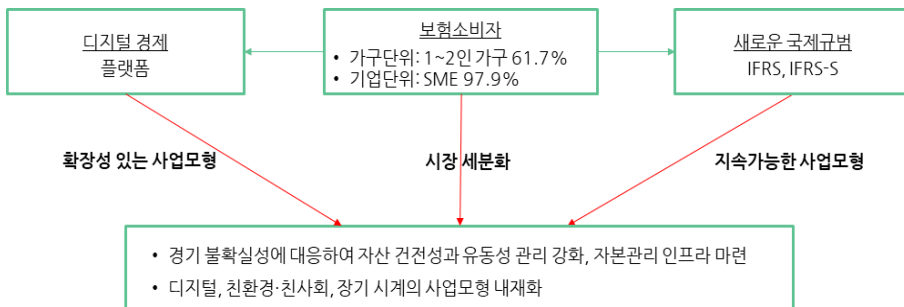 디지털 경제
플랫폼
보험소비자
• 가구단위: 1~2인 가구 61.7%
• 기업단위: SME 97.9%
새로운 국제규범
IFRS, IFRS-S
확장성 있는 사업모형
시장 세분화
지속가능한 사업모형
• 경기 불확실성에 대응하여 자산 건전성과 유동성 관리 강화, 자본관리 인프라 마련
• 디지털, 친환경·친사회, 장기 시계의 사업모형 내재화